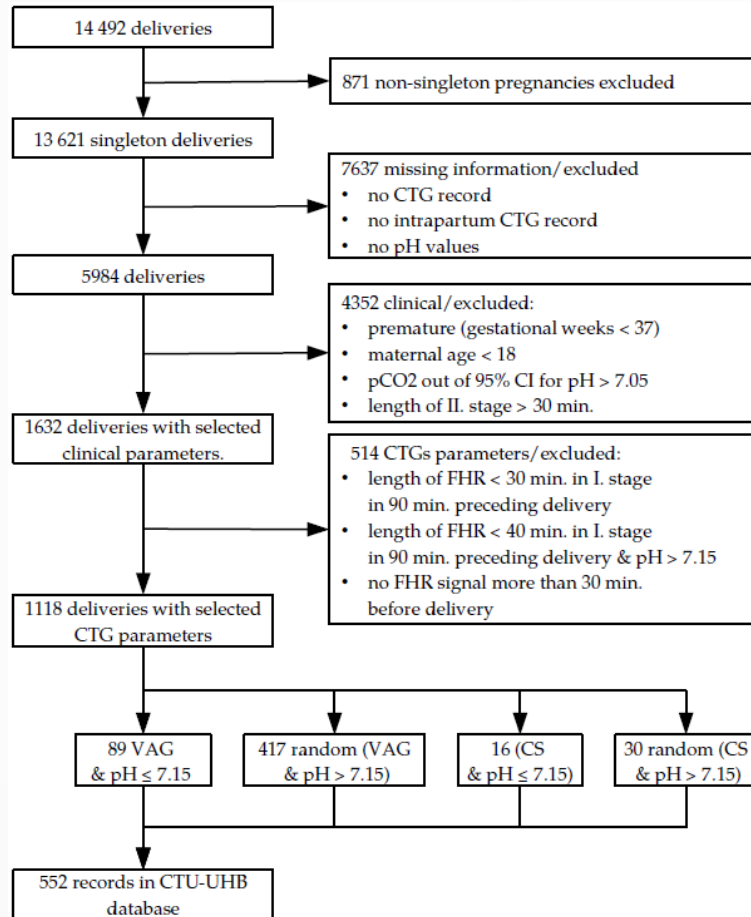 14 492 deliveries
871 non-singleton pregnancies excluded
13 621 singleton deliveries
7637 missing information/excluded
• no CTG record
• no intrapartum CTG record
• no pH values
5984 deliveries
4352 clinical/excluded:
• premature (gestational weeks < 37)
• maternal age < 18
• pCO2 out of 95% CI for pH > 7.05
• length of II. stage > 30 min.
1632 deliveries with selected
clinical parameters.
514 CTGs parameters/excluded:
• length of FHR < 30 min. in I. stage
in 90 min. preceding delivery
• length of FHR < 40 min. in I. stage
in 90 min. preceding delivery & pH > 7.15
• no FHR signal more than 30 min.
before delivery
1118 deliveries with selected
CTG parameters
89 VAG
& pH ≤ 7.15
417 random (VAG
& pH > 7.15)
16 (CS
& pH ≤ 7.15)
30 random (CS
& pH > 7.15)
552 records in CTU-UHB
database